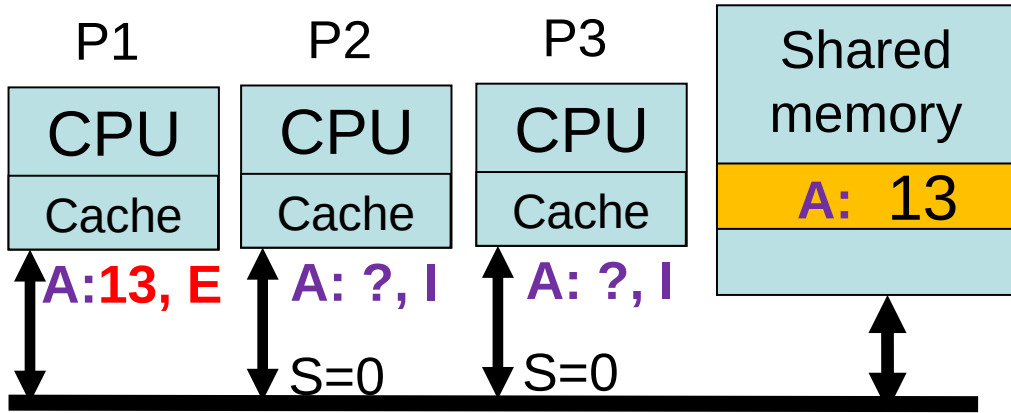 P1
P2
P3
CPU
CPU
CPU
Cache
Cache
Cache
Shared
memory
A: 13
A:13, E
A: ?, I
A: ?, I
S=0
S=0